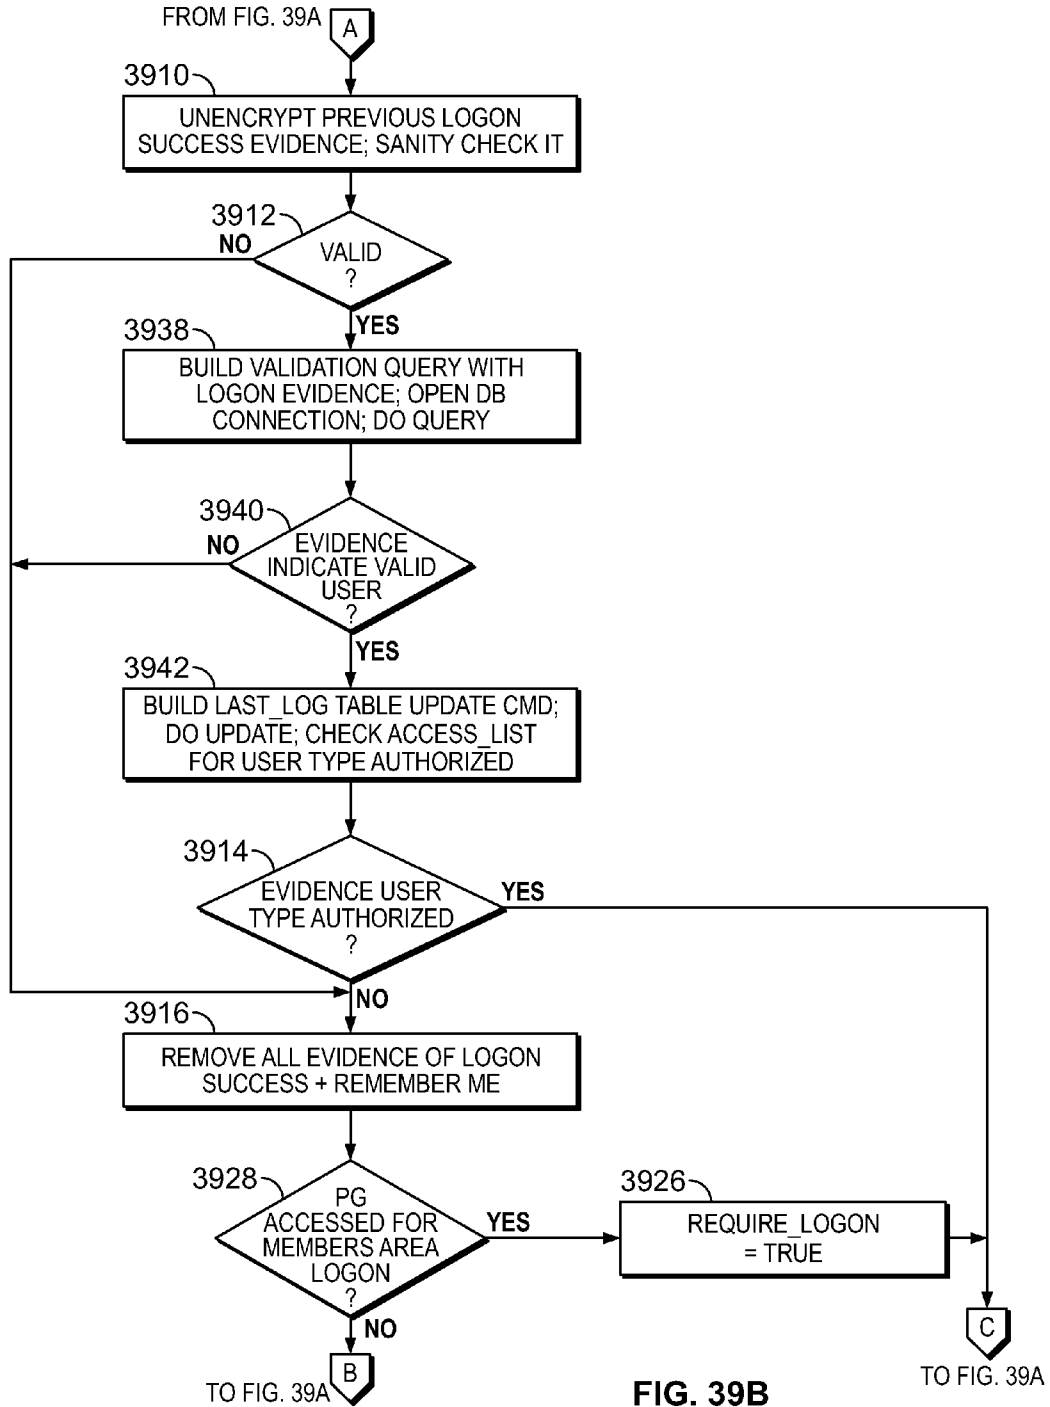 FROM FIG. 39A
A
3910
UNENCRYPT PREVIOUS LOGON
SUCCESS EVIDENCE; SANITY CHECK IT
3912
NO
VALID
?
YES
3938
BUILD VALIDATION QUERY WITH
LOGON EVIDENCE; OPEN DB
CONNECTION; DO QUERY
3940
NO
EVIDENCE
INDICATE VALID
USER
?
YES
3942
BUILD LAST_LOG TABLE UPDATE CMD;
DO UPDATE; CHECK ACCESS_LIST
FOR USER TYPE AUTHORIZED
3914
EVIDENCE USER
TYPE AUTHORIZED
?
YES
NO
3916
REMOVE ALL EVIDENCE OF LOGON
SUCCESS + REMEMBER ME
3928
PG
ACCESSED FOR
MEMBERS AREA
LOGON
?
YES
3926
REQUIRE_LOGON
= TRUE
NO
B
TO FIG. 39A
C
TO FIG. 39A
FIG. 39B